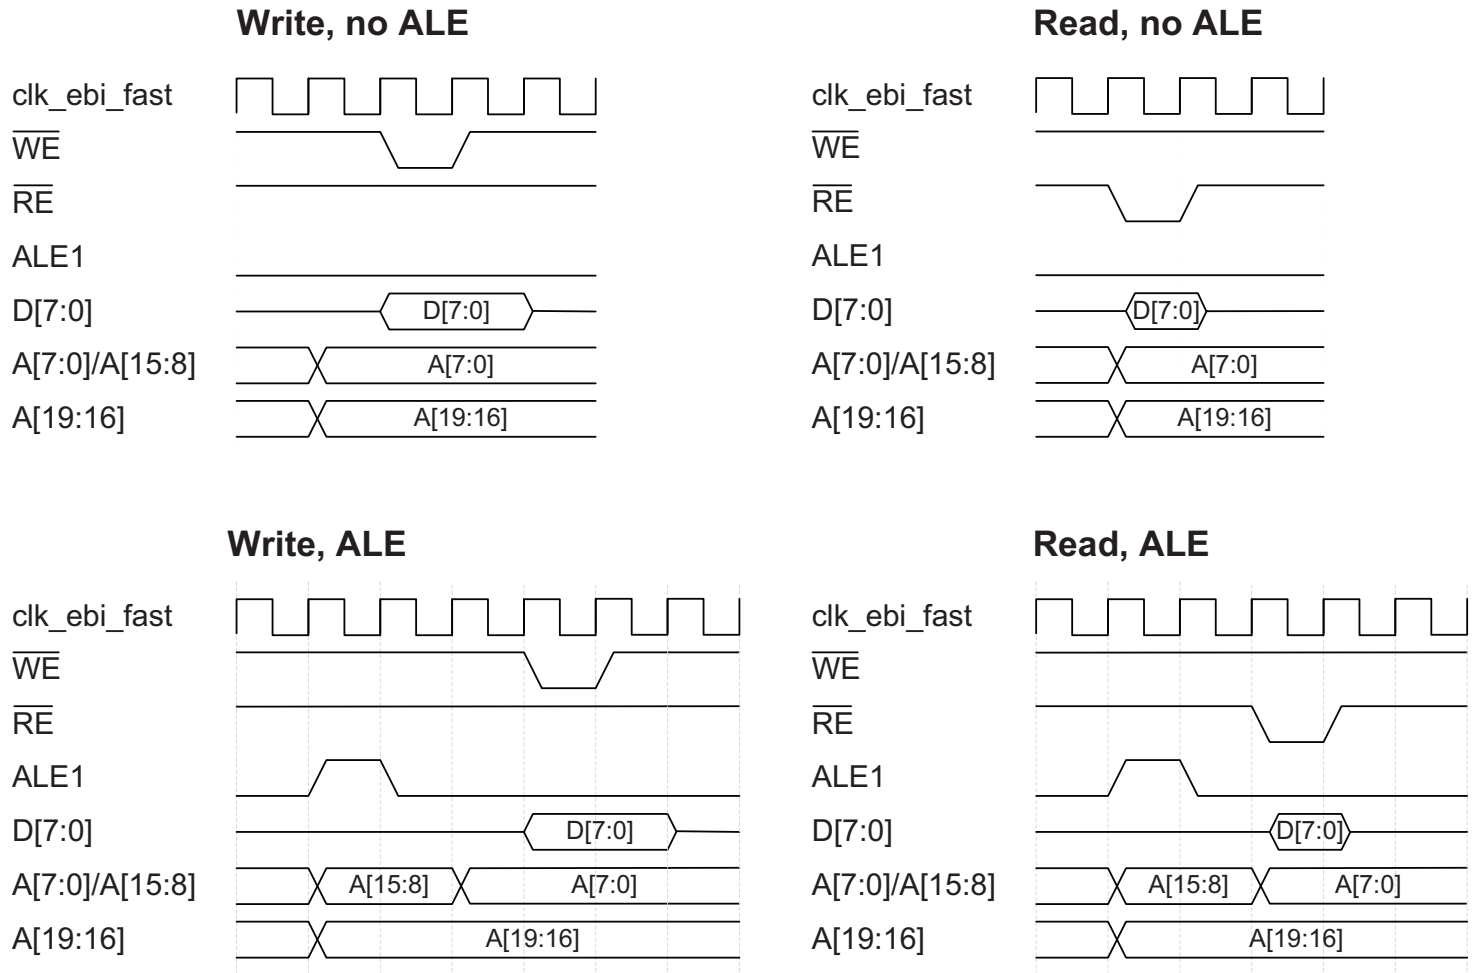 Write, no ALE
clk_ebi_fast
WE
RE
ALE1
D[7:0]
D[7:0]
A[7:0]/A[15:8]
A[7:0]
A[19:16]
A[19:16]
Read, no ALE
clk_ebi_fast
WE
RE
ALE1
D[7:0]
D[7:0]
A[7:0]/A[15:8]
A[7:0]
A[19:16]
A[19:16]
Write, ALE
clk_ebi_fast
WE
RE
ALE1
D[7:0]
D[7:0]
A[7:0]/A[15:8]
A[15:8]
A[7:0]
A[19:16]
A[19:16]
Read, ALE
clk_ebi_fast
WE
RE
ALE1
D[7:0]
D[7:0]
A[7:0]/A[15:8]
A[15:8]
A[7:0]
A[19:16]
A[19:16]